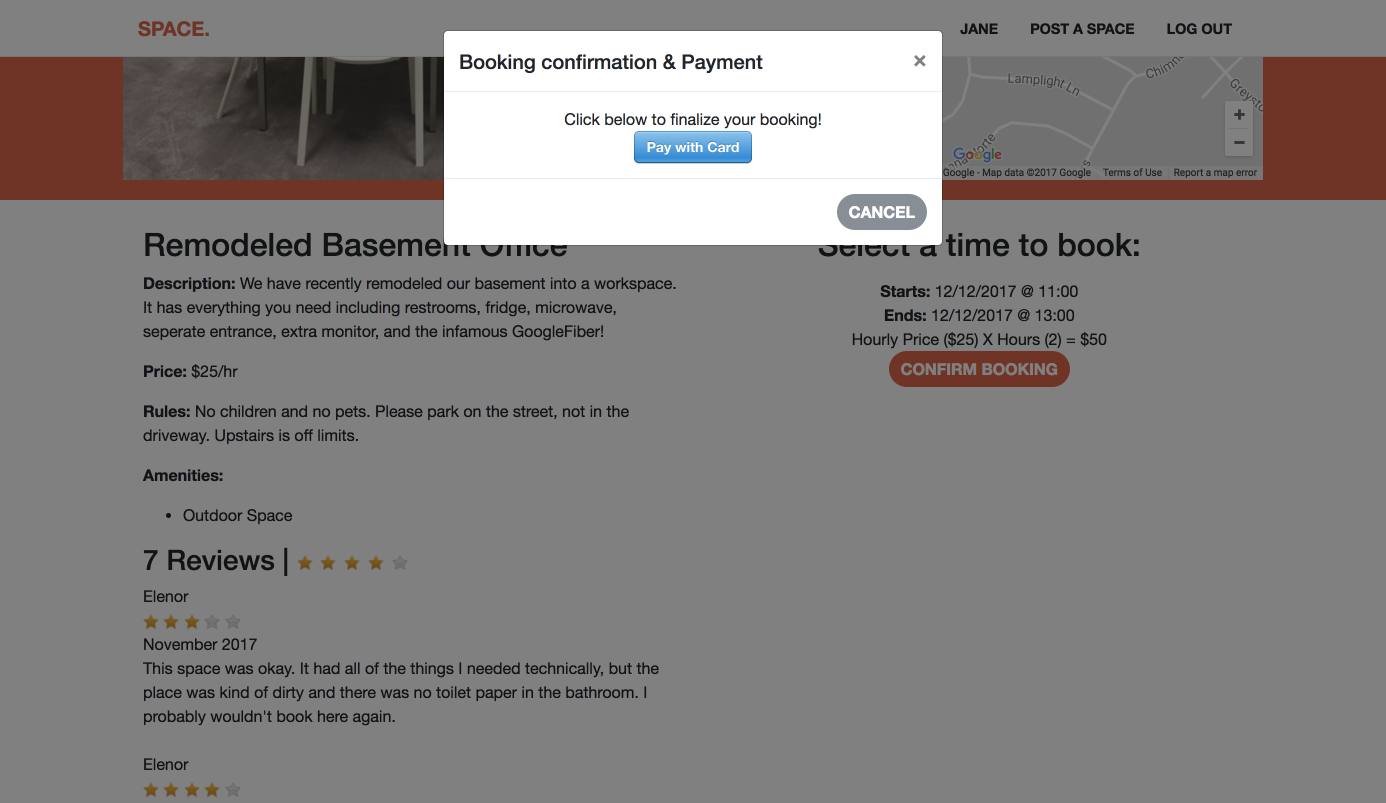 SPACE.
JANE POST A SPACE LOG OUT
Booking confirmation & Payment ×
Click below to finalize your booking!
Pay with Card
CANCEL
Lamplight Ln
Google
Google - Map data ©2017 Google Terms of Use Report a map error
Remodeled Basement Office
Description: We have recently remodeled our basement into a workspace.
It has everything you need including restrooms, fridge, microwave,
seperate entrance, extra monitor, and the infamous GoogleFiber!
Price: $25/hr
Rules: No children and no pets. Please park on the street, not in the
driveway. Upstairs is off limits.
Amenities:
• Outdoor Space
7 Reviews |
Elenor
November 2017
This space was okay. It had all of the things I needed technically, but the
place was kind of dirty and there was no toilet paper in the bathroom. I
probably wouldn't book here again.
Elenor
Select a time to book:
Starts: 12/12/2017 @ 11:00
Ends: 12/12/2017 @ 13:00
Hourly Price ($25) X Hours (2) = $50
CONFIRM BOOKING